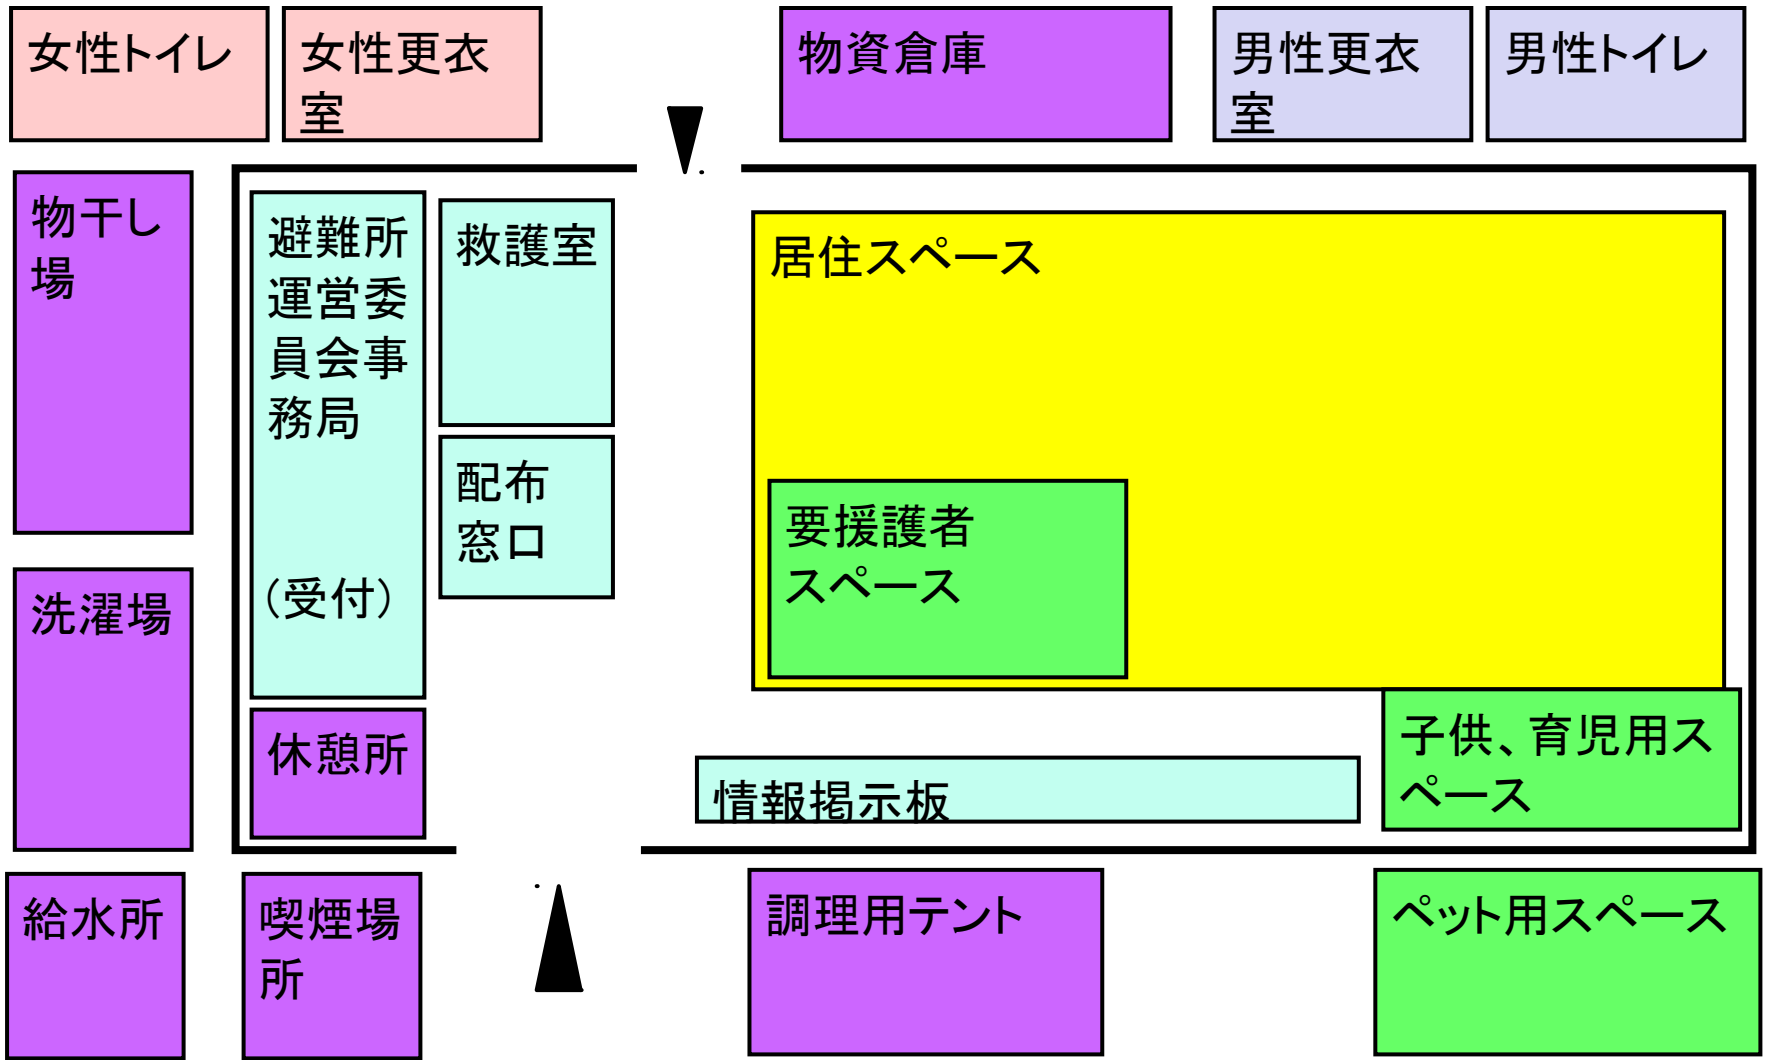 女性トイレ
女性更衣
室
物資倉庫
男性更衣
室
男性トイレ
物干し
場
避難所
運営委
員会事
務局
（受付）
救護室
居住スペース
配布
窓口
要援護者
スペース
洗濯場
休憩所
子供、育児用ス
ペース
情報掲示板
給水所
喫煙場
所
調理用テント
ペット用スペース